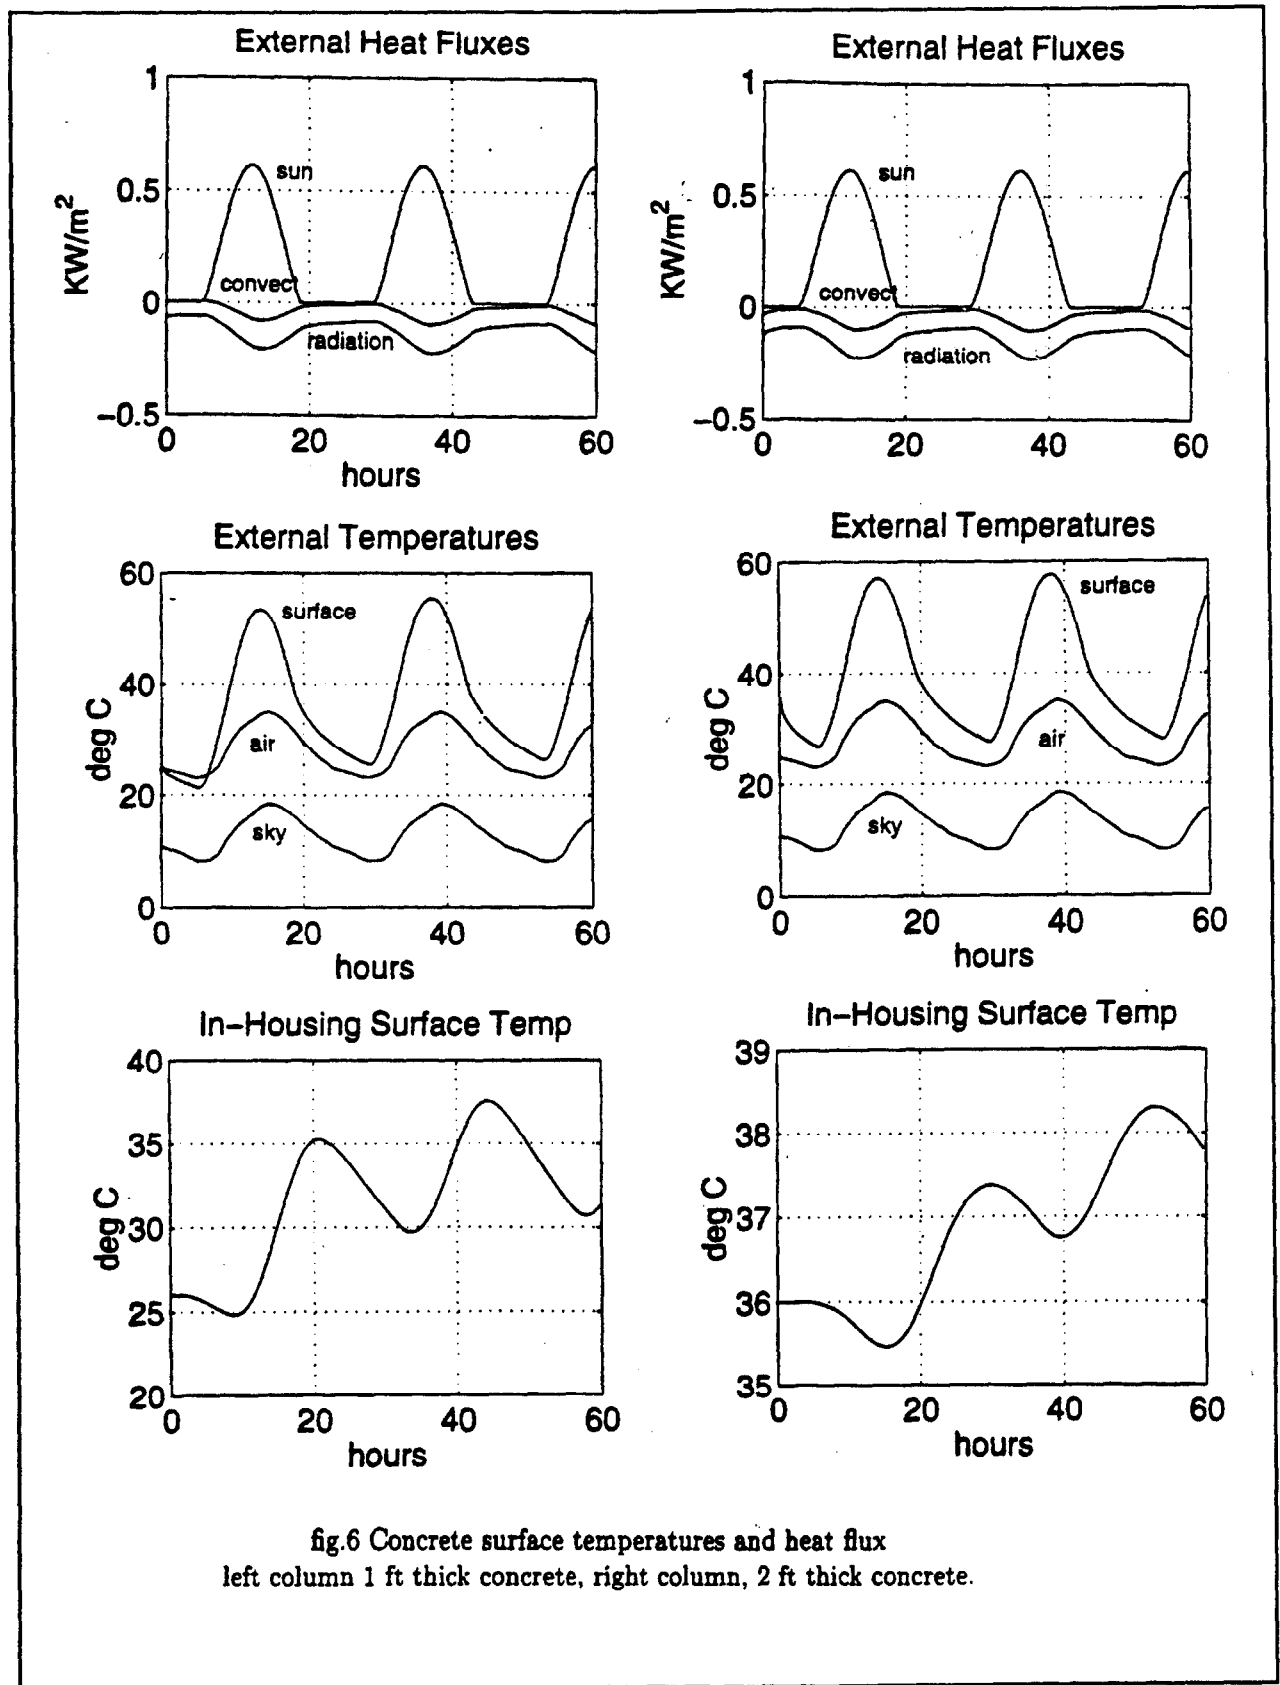 External Heat Fluxes
1
0.5
0
−0.5
KW/m²
sun
convect
radiation
0 20 40 60
hours
External Heat Fluxes
1
0.5
0
−0.5
KW/m²
sun
convect
radiation
0 20 40 60
hours
External Temperatures
60
40
20
0
deg C
surface
air
sky
0 20 40 60
hours
External Temperatures
60
40
20
0
deg C
surface
air
sky
0 20 40 60
hours
In−Housing Surface Temp
40
35
30
25
20
deg C
0 20 40 60
hours
In−Housing Surface Temp
39
38
37
36
35
deg C
0 20 40 60
hours
fig.6 Concrete surface temperatures and heat flux
left column 1 ft thick concrete, right column, 2 ft thick concrete.